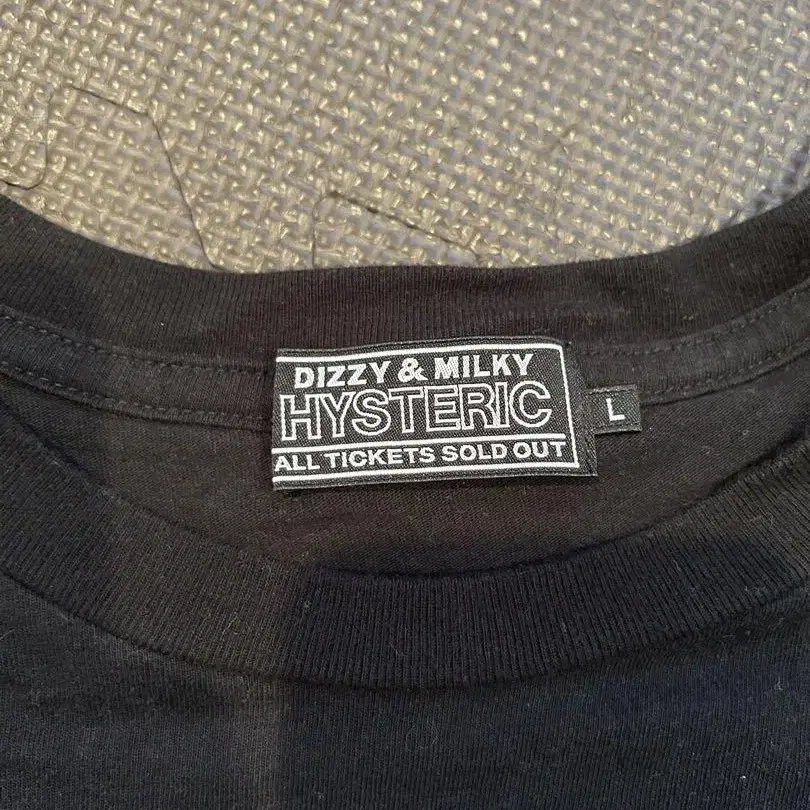 DIZZY & MILKY
HYSTERIC
ALL TICKETS SOLD OUT
L